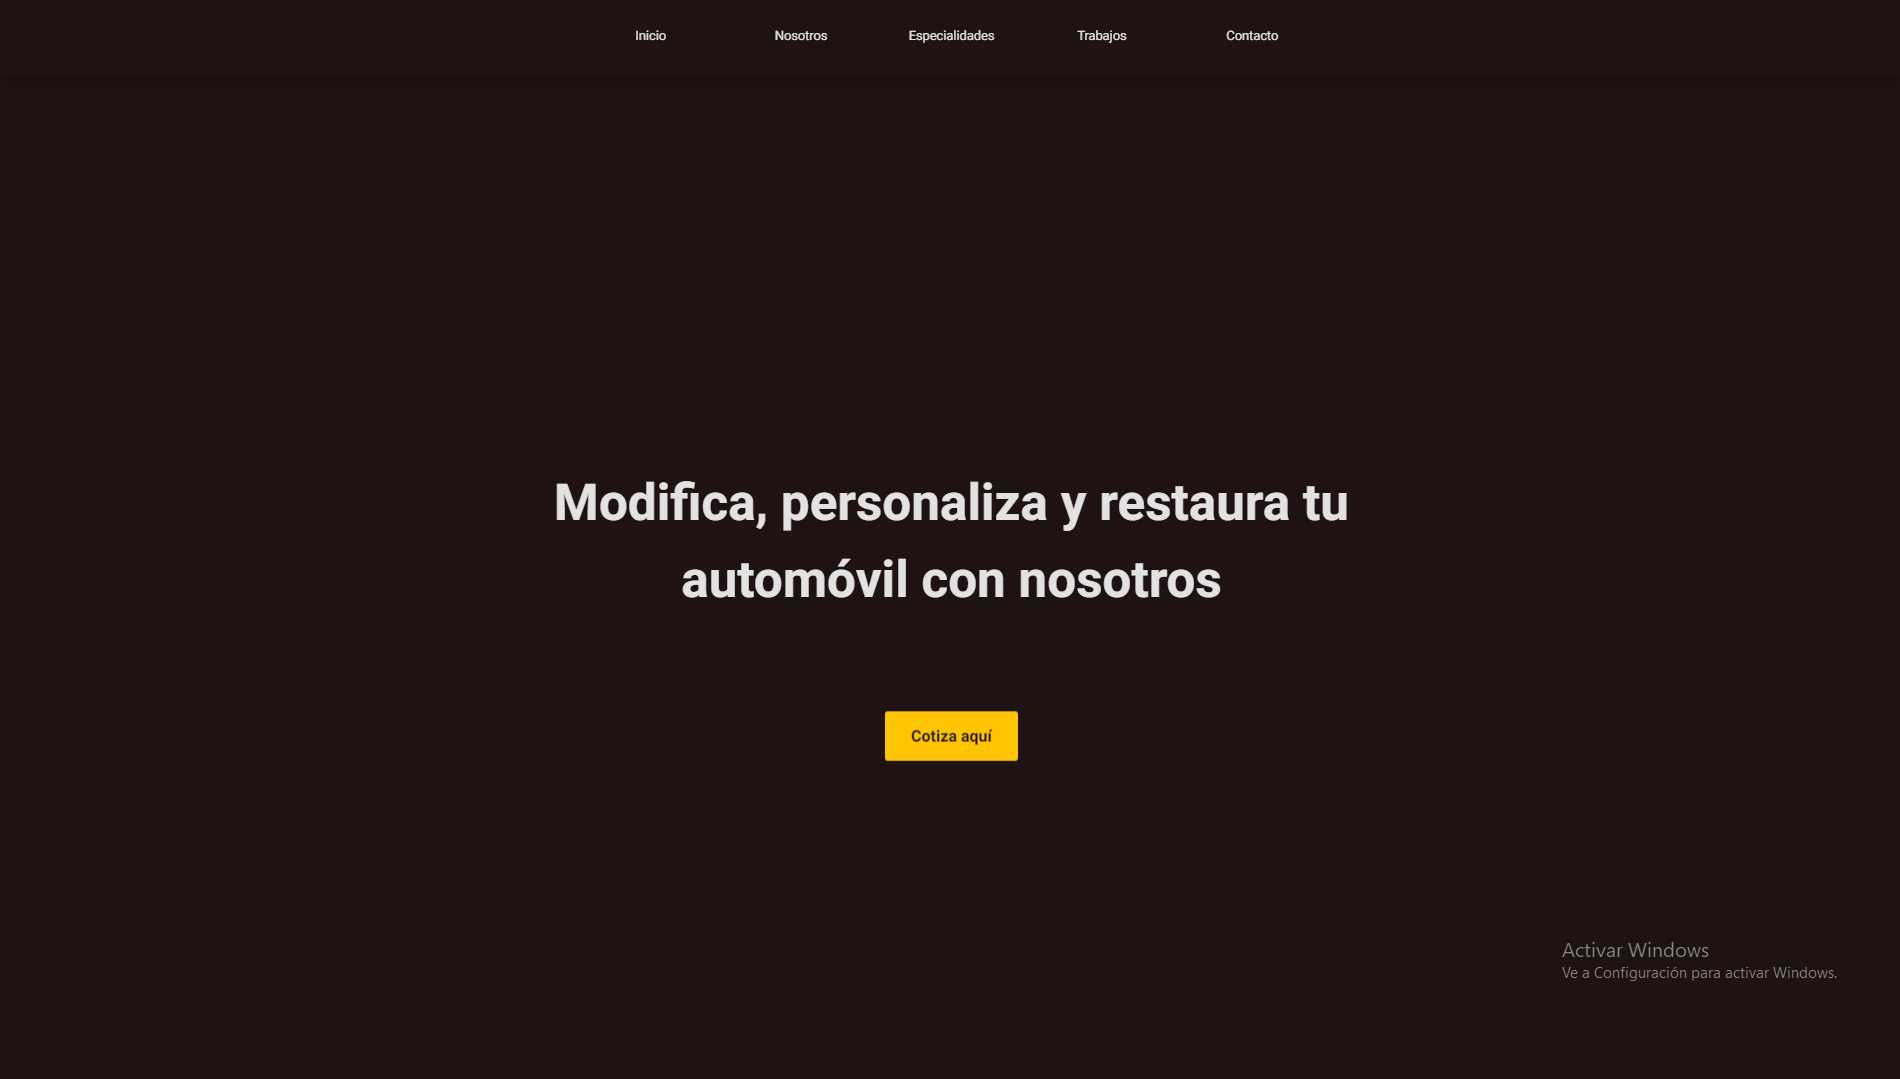 Inicio Nosotros Especialidades Trabajos Contacto
Modifica, personaliza y restaura tu
automóvil con nosotros
Cotiza aquí
Activar Windows
Ve a Configuración para activar Windows.